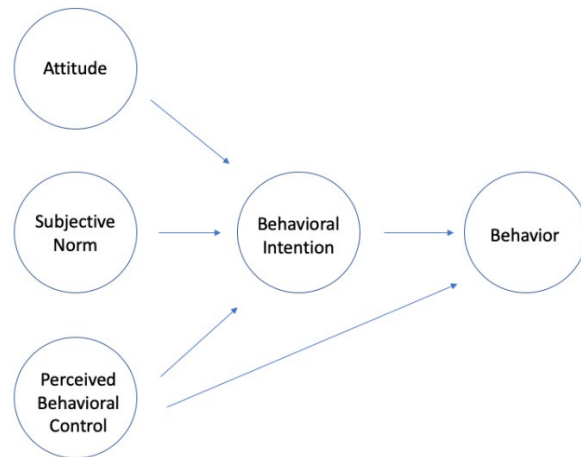 Attitude
Subjective
Norm
Behavioral
Intention
Behavior
Perceived
Behavioral
Control